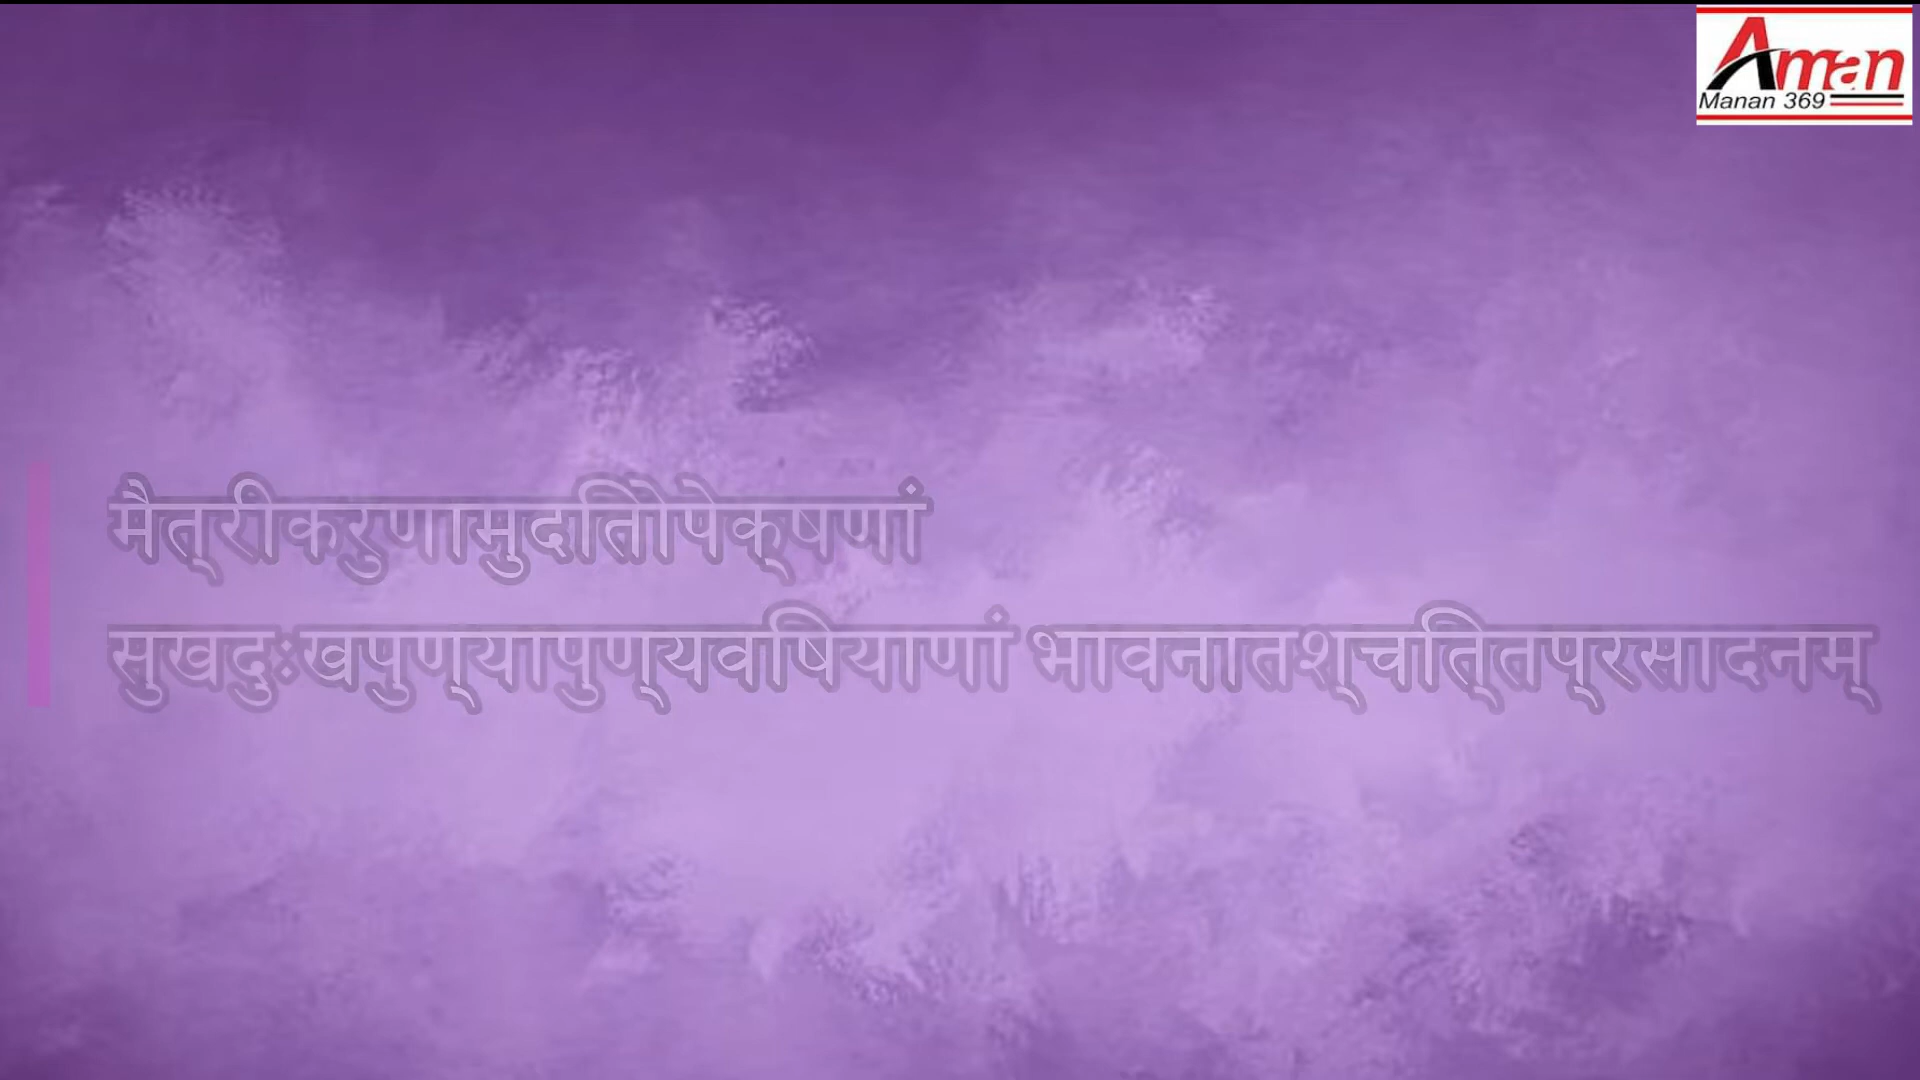 Aman
Manan 369
मैत्रीकरुणामुदितोपेक्षणां
सुखदुःखपुण्यापुण्यविषयाणां भावनातश्चित्तप्रसादनम्